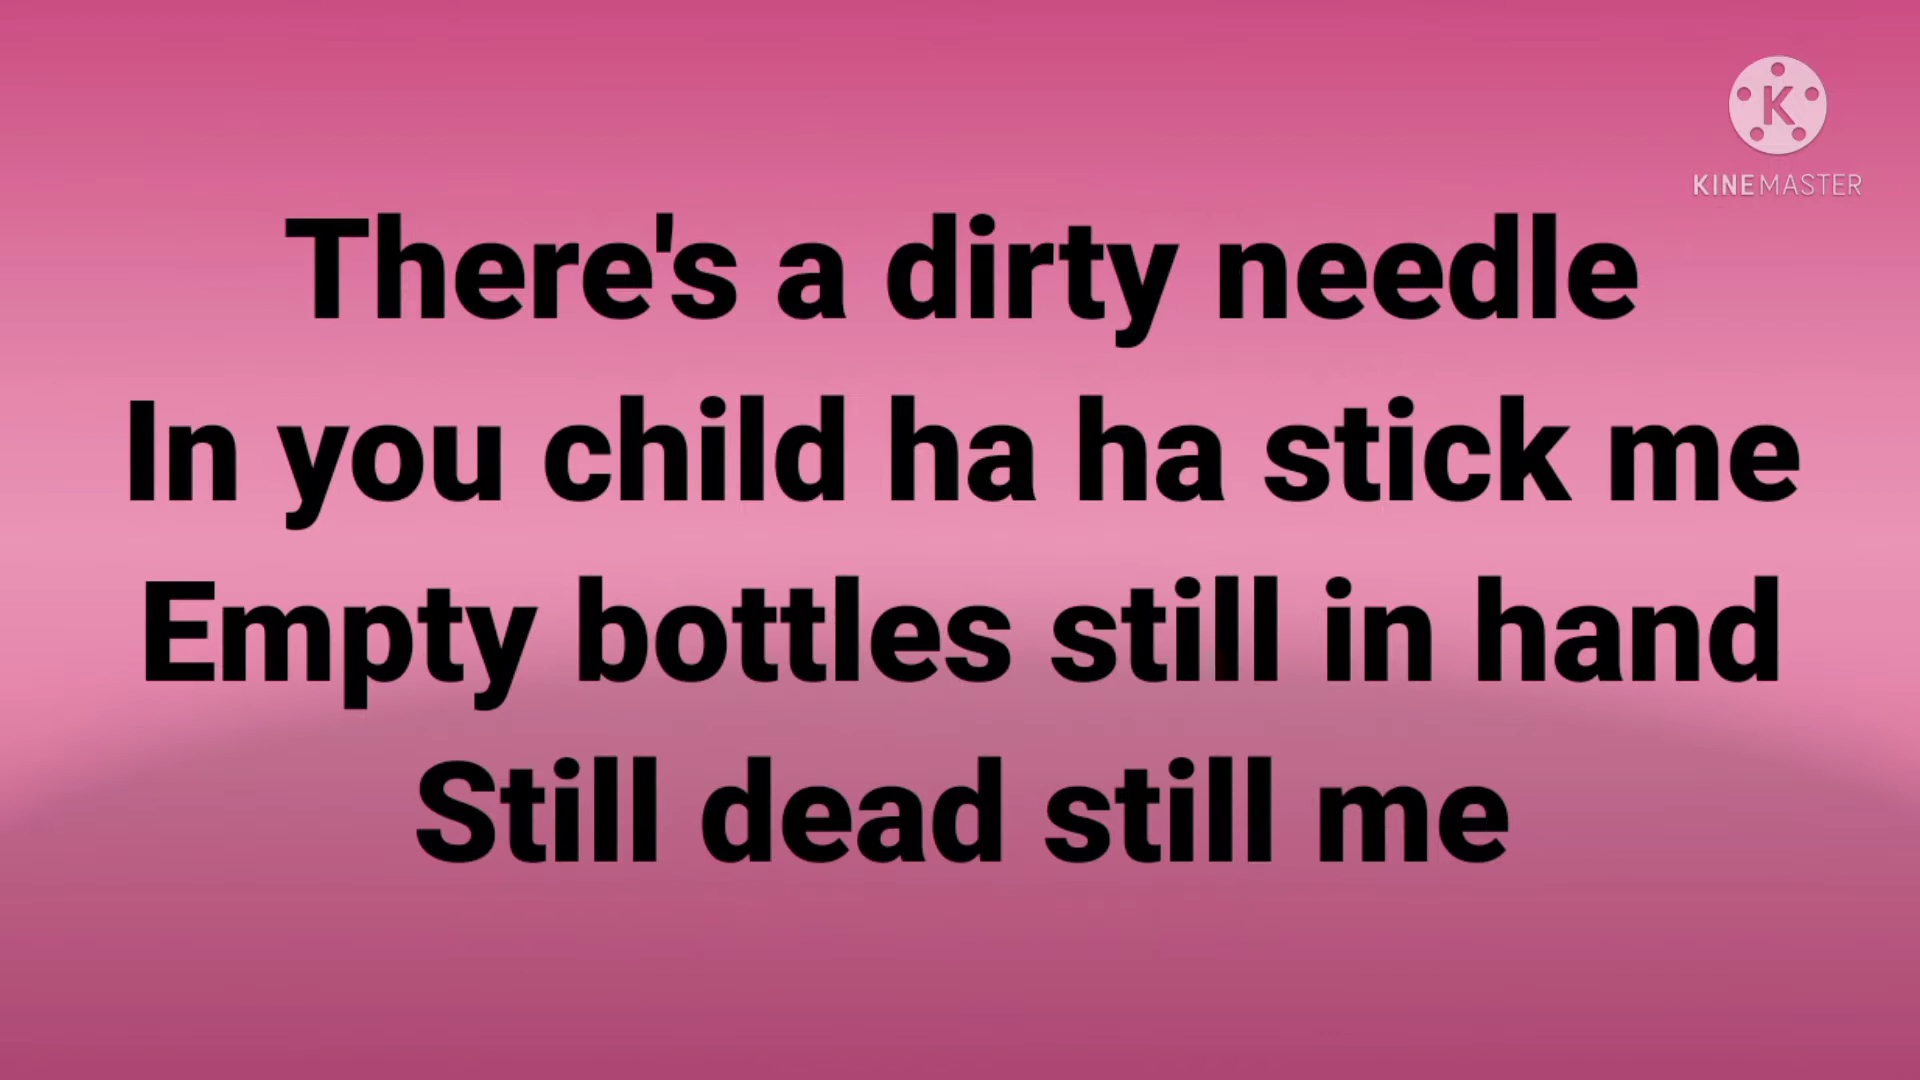 K
KINEMASTER
There's a dirty needle
In you child ha ha stick me
Empty bottles still in hand
Still dead still me